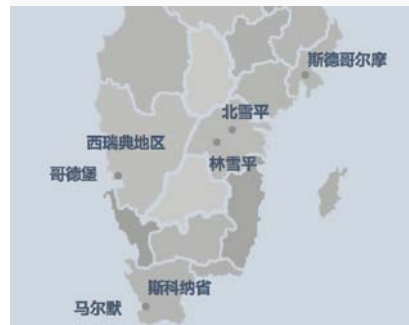 斯德哥尔摩
北雪平
西瑞典地区
林雪平
哥德堡
斯科纳省
马尔默